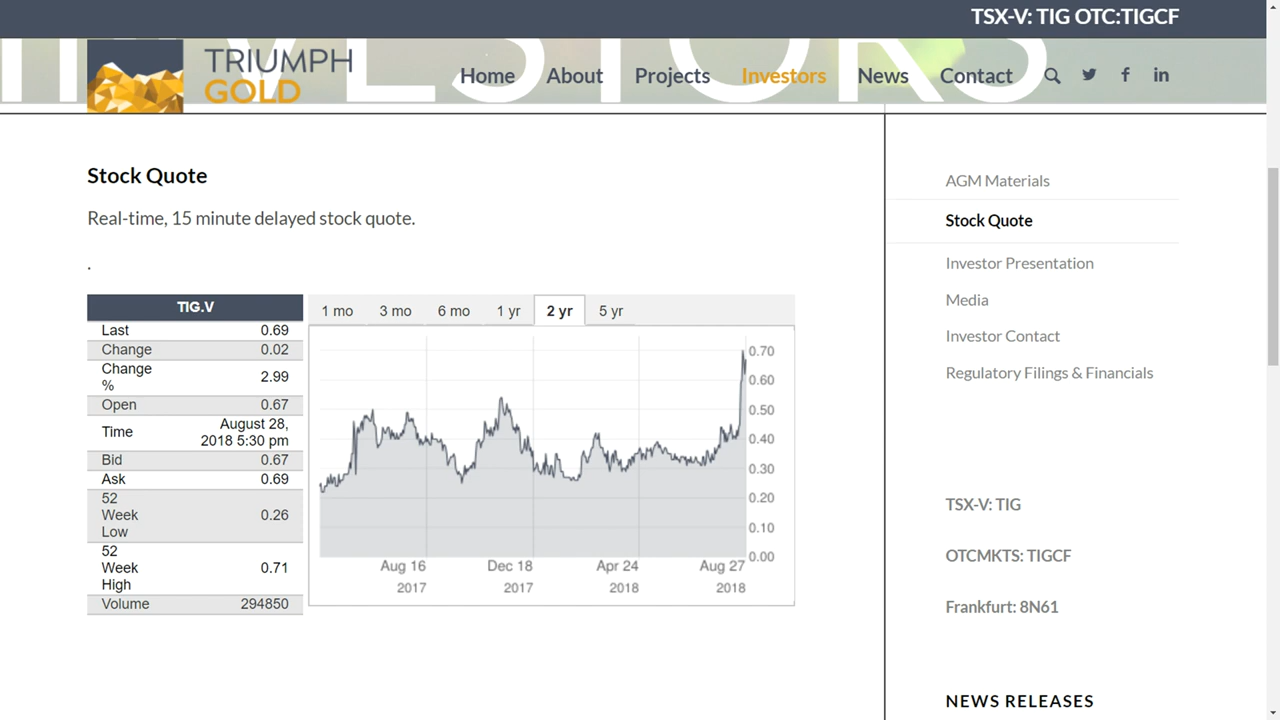 TSX-V: TIG OTC:TIGCF
TRIUMPH
GOLD
Home About Projects Investors News Contact
Stock Quote
Real-time, 15 minute delayed stock quote.
.
TIG.V
Last 0.69
Change 0.02
Change
% 2.99
Open 0.67
Time August 28,
2018 5:30 pm
Bid 0.67
Ask 0.69
52
Week 0.26
Low
52
Week 0.71
High
Volume 294850
1 mo 3 mo 6 mo 1 yr 2 yr 5 yr
0.70
0.60
0.50
0.40
0.30
0.20
0.10
0.00
Aug 16 Dec 18 Apr 24 Aug 27
2017 2017 2018 2018
AGM Materials
Stock Quote
Investor Presentation
Media
Investor Contact
Regulatory Filings & Financials
TSX-V: TIG
OTCMKTS: TIGCF
Frankfurt: 8N61
NEWS RELEASES